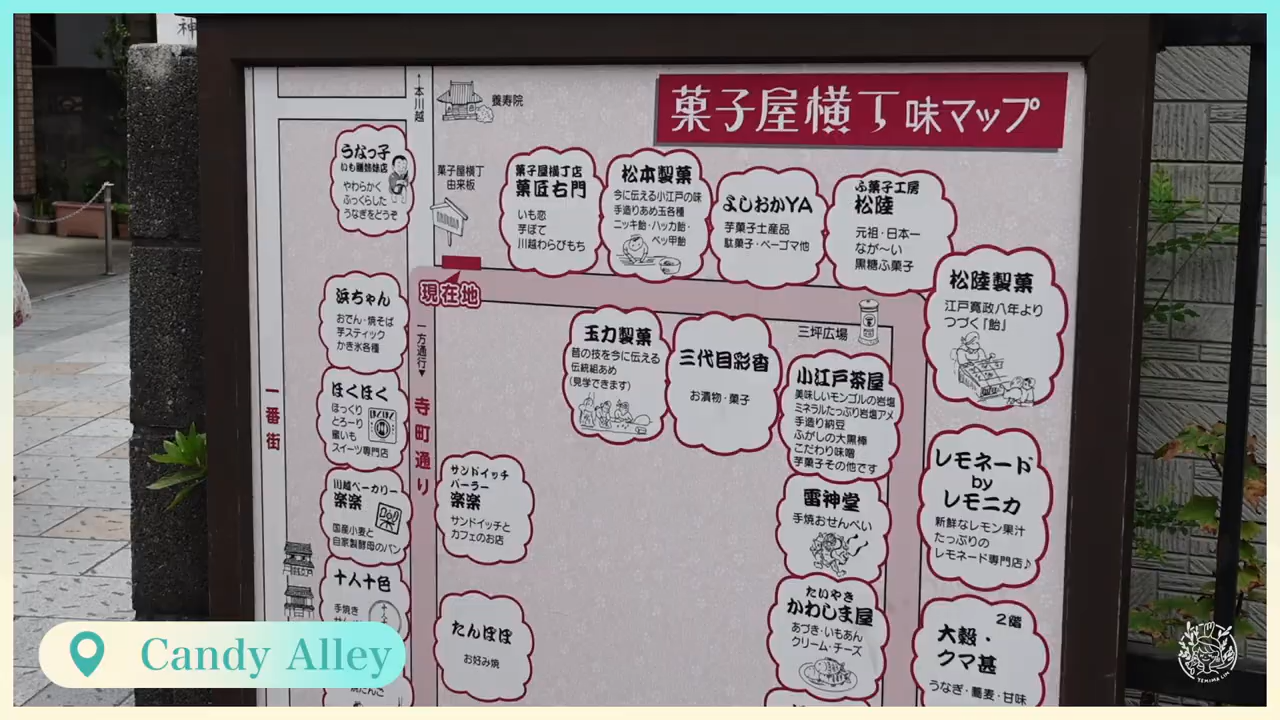 菓子屋横丁味マップ
本川越
養寿院
菓子屋横丁
由来板
現在地
一方通行
寺町通り
一番街
三坪広場
うなっ子
いも膳姉妹店
やわらかく
ふっくらした
うなぎをどうぞ
菓子屋横丁店
菓匠右門
いも恋
芋ぽて
川越わらびもち
松本製菓
今に伝える小江戸の味
手造りあめ玉各種
ニッキ飴・ハッカ飴・
ベッ甲飴
よしおかYA
芋菓子土産品
駄菓子・ベーゴマ他
ふ菓子工房
松陸
元祖・日本一
なが～い
黒糖ふ菓子
松陸製菓
江戸寛政八年より
つづく「飴」
浜ちゃん
おでん・焼そば
芋スティック
かき氷各種
玉力製菓
昔の技を今に伝える
伝統組あめ
(見学できます)
三代目彩香
お漬物・菓子
小江戸茶屋
美味しいモンゴルの岩塩
ミネラルたっぷり岩塩アメ
手造り納豆
ふがしの大黒棒
こだわり味噌
芋菓子その他です
ほくほく
ほっくり
とろーり
蜜いも
スイーツ専門店
レモネード
by
レモニカ
新鮮なレモン果汁
たっぷりの
レモネード専門店♪
川越ベーカリー
楽楽
国産小麦と
自家製酵母のパン
サンドイッチ
パーラー
楽楽
サンドイッチと
カフェのお店
雷神堂
手焼おせんべい
十人十色
手焼き
たいやき
かわしま屋
あづき・いもあん
クリーム・チーズ
たんぽぽ
お好み焼
2階
大穀・
クマ甚
うなぎ・蕎麦・甘味
Candy Alley
YEMIMA LIN